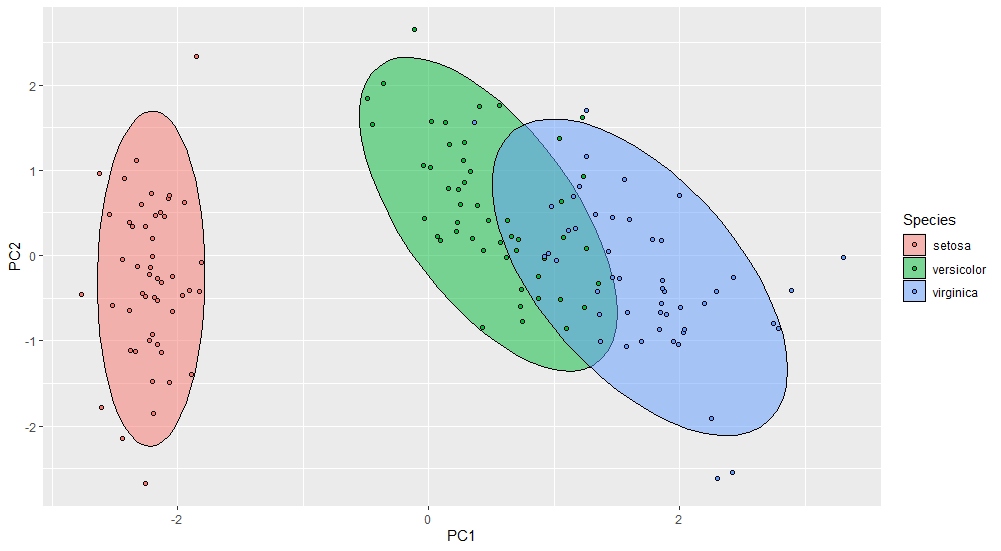 2
1
0
-1
-2
PC2
-2
0
2
PC1
Species
setosa
versicolor
virginica